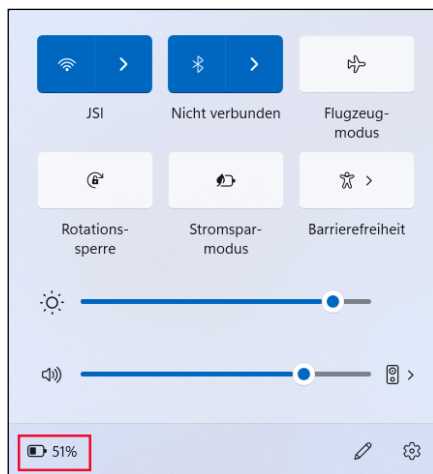 JSI
Nicht verbunden
Flugzeug-
modus
Rotations-
sperre
Stromspar-
modus
Barrierefreiheit
51%